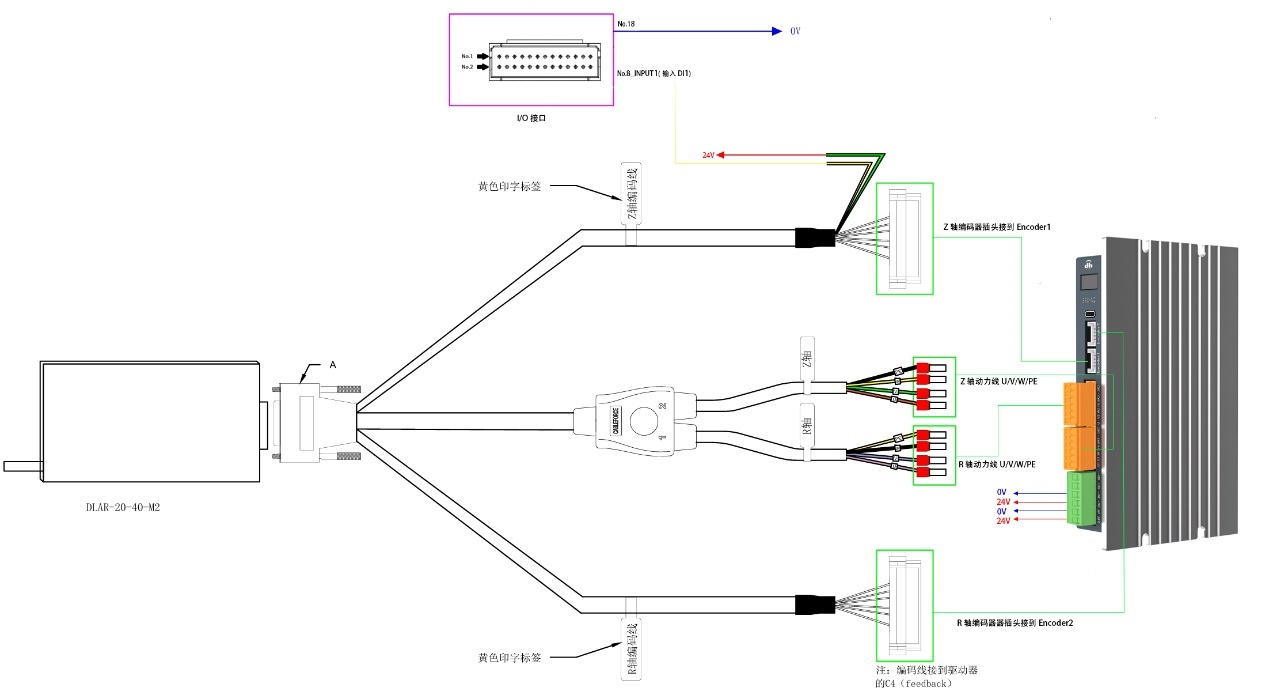 No.18
0V
No.1
No.2
No.8_INPUT1( 输入 DI1)
I/O 接口
24V
黄色印字标签
Z轴编码线
Z 轴编码器插头接到 Encoder1
A
Z轴
Z 轴动力线 U/V/W/PE
CABLEFORCE
R轴
R 轴动力线 U/V/W/PE
DLAR-20-40-M2
0V
24V
0V
24V
R轴编码线
R 轴编码器器插头接到 Encoder2
黄色印字标签
注: 编码线接到驱动器
的C4 (feedback)